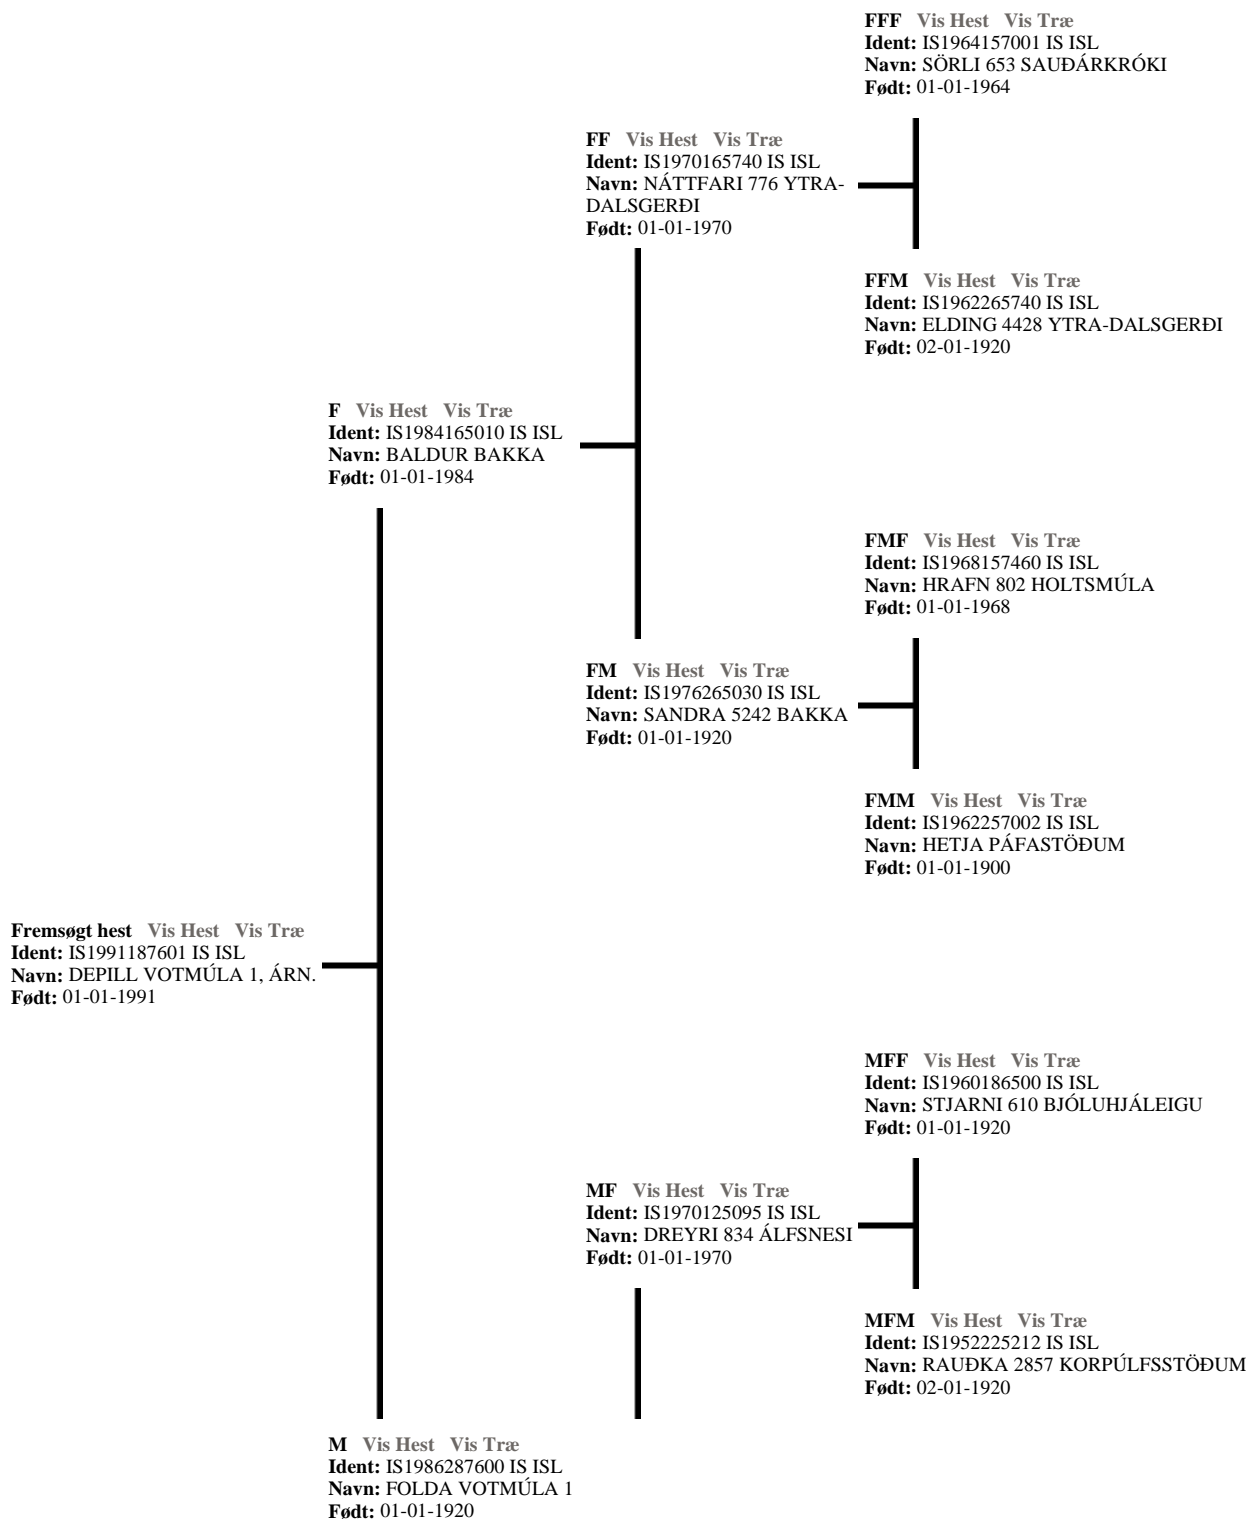 FFF Vis Hest Vis Træ
Ident: IS1964157001 IS ISL
Navn: SÖRLI 653 SAUÐÁRKRÓKI
Født: 01-01-1964
FF Vis Hest Vis Træ
Ident: IS1970165740 IS ISL
Navn: NÁTTFARI 776 YTRA-
DALSGERÐI
Født: 01-01-1970
FFM Vis Hest Vis Træ
Ident: IS1962265740 IS ISL
Navn: ELDING 4428 YTRA-DALSGERÐI
Født: 02-01-1920
F Vis Hest Vis Træ
Ident: IS1984165010 IS ISL
Navn: BALDUR BAKKA
Født: 01-01-1984
FMF Vis Hest Vis Træ
Ident: IS1968157460 IS ISL
Navn: HRAFN 802 HOLTSMÚLA
Født: 01-01-1968
FM Vis Hest Vis Træ
Ident: IS1976265030 IS ISL
Navn: SANDRA 5242 BAKKA
Født: 01-01-1920
FMM Vis Hest Vis Træ
Ident: IS1962257002 IS ISL
Navn: HETJA PÁFASTÖÐUM
Født: 01-01-1900
Fremsøgt hest Vis Hest Vis Træ
Ident: IS1991187601 IS ISL
Navn: DEPILL VOTMÚLA 1, ÁRN.
Født: 01-01-1991
MFF Vis Hest Vis Træ
Ident: IS1960186500 IS ISL
Navn: STJARNI 610 BJÓLUHJÁLEIGU
Født: 01-01-1920
MF Vis Hest Vis Træ
Ident: IS1970125095 IS ISL
Navn: DREYRI 834 ÁLFSNESI
Født: 01-01-1970
MFM Vis Hest Vis Træ
Ident: IS1952225212 IS ISL
Navn: RAUÐKA 2857 KORPÚLFSSTÖÐUM
Født: 02-01-1920
M Vis Hest Vis Træ
Ident: IS1986287600 IS ISL
Navn: FOLDA VOTMÚLA 1
Født: 01-01-1920